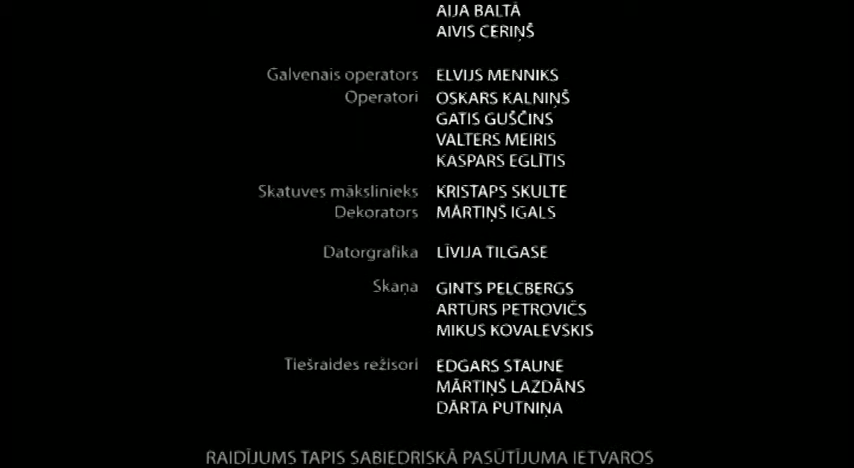 AIJA BALTĀ
AIVIS CERIŅŠ
Galvenais operators ELVIJS MENNIKS
Operatori OSKARS KALNIŅŠ
GATIS GUŠČINS
VALTERS MEIRIS
KASPARS EGLĪTIS
Skatuves mākslinieks KRISTAPS SKULTE
Dekorators MĀRTIŅŠ IGALS
Datorgrafika LĪVIJA TILGASE
Skaņa GINTS PELCBERGS
ARTŪRS PETROVIČS
MIKUS KOVALEVSKIS
Tiešraides režisori EDGARS STAUNE
MĀRTIŅŠ LAZDĀNS
DĀRTA PUTNIŅA
RAIDĪJUMS TAPIS SABIEDRISKĀ PASŪTĪJUMA IETVAROS